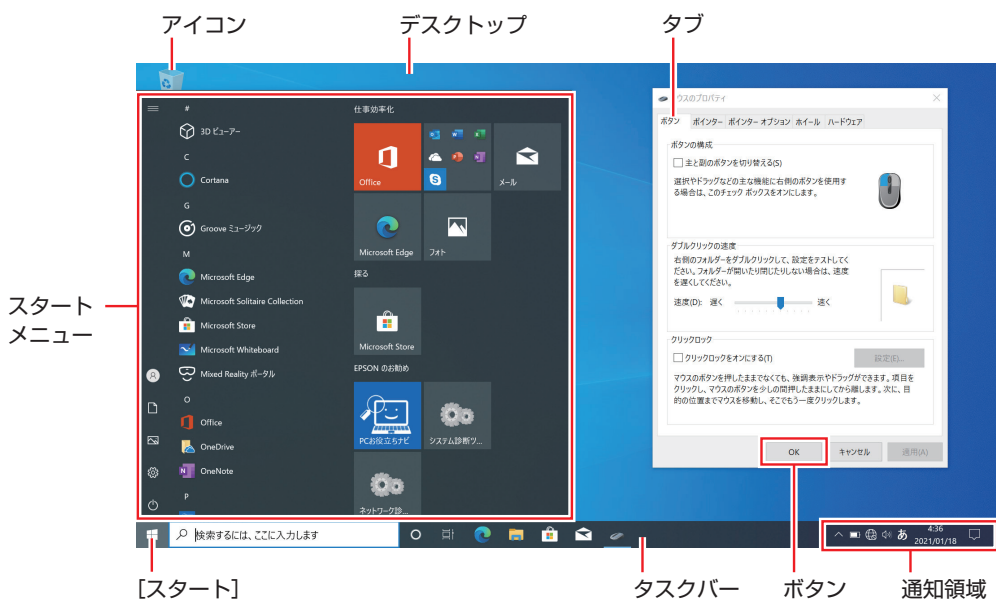 アイコン
デスクトップ
タブ
スタート
メニュー
#
3D ビューアー
C
Cortana
G
Groove ミュージック
M
Microsoft Edge
Microsoft Solitaire Collection
Microsoft Store
Microsoft Whiteboard
Mixed Reality ポータル
O
Office
OneDrive
OneNote
P
仕事効率化
Office
メール
Microsoft Edge
フォト
探る
Microsoft Store
EPSON のお勧め
PCお役立ちナビ
システム診断ツ...
ネットワーク診...
マウスのプロパティ
ボタン ポインター ポインター オプション ホイール ハードウェア
ボタンの構成
主と副のボタンを切り替える(S)
選択やドラッグなどの主な機能に右側のボタンを使用す
る場合は、このチェック ボックスをオンにします。
ダブルクリックの速度
右側のフォルダーをダブルクリックして、設定をテストしてく
ださい。フォルダーが開いたり閉じたりしない場合は、速度
を遅くしてください。
速度(D): 遅く 速く
クリックロック
クリックロックをオンにする(T)
設定(E)...
マウスのボタンを押したままでなくても、強調表示やドラッグができます。項目を
クリックし、マウスのボタンを少しの間押したままにしてから離します。次に、目
的の位置までマウスを移動し、そこでもう一度クリックします。
OK キャンセル 適用(A)
検索するには、ここに入力します
あ
4:36
2021/01/18
[スタート]
タスクバー
ボタン
通知領域